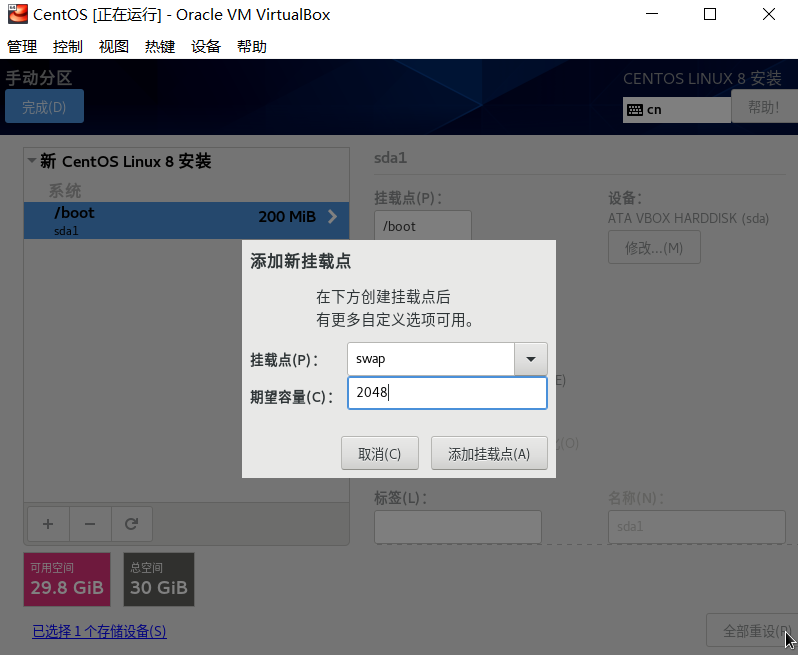 CentOS [正在运行] - Oracle VM VirtualBox
管理 控制 视图 热键 设备 帮助
手动分区
CENTOS LINUX 8 安装
完成(D)
cn
帮助!
新 CentOS Linux 8 安装
系统
/boot
200 MiB
sda1
sda1
挂载点(P):
/boot
设备:
ATA VBOX HARDDISK (sda)
修改...(M)
添加新挂载点
在下方创建挂载点后
有更多自定义选项可用。
挂载点(P):
swap
期望容量(C):
2048
取消(C)
添加挂载点(A)
E)
(O)
标签(L):
名称(N):
sda1
可用空间
29.8 GiB
总空间
30 GiB
已选择 1 个存储设备(S)
全部重设(R)